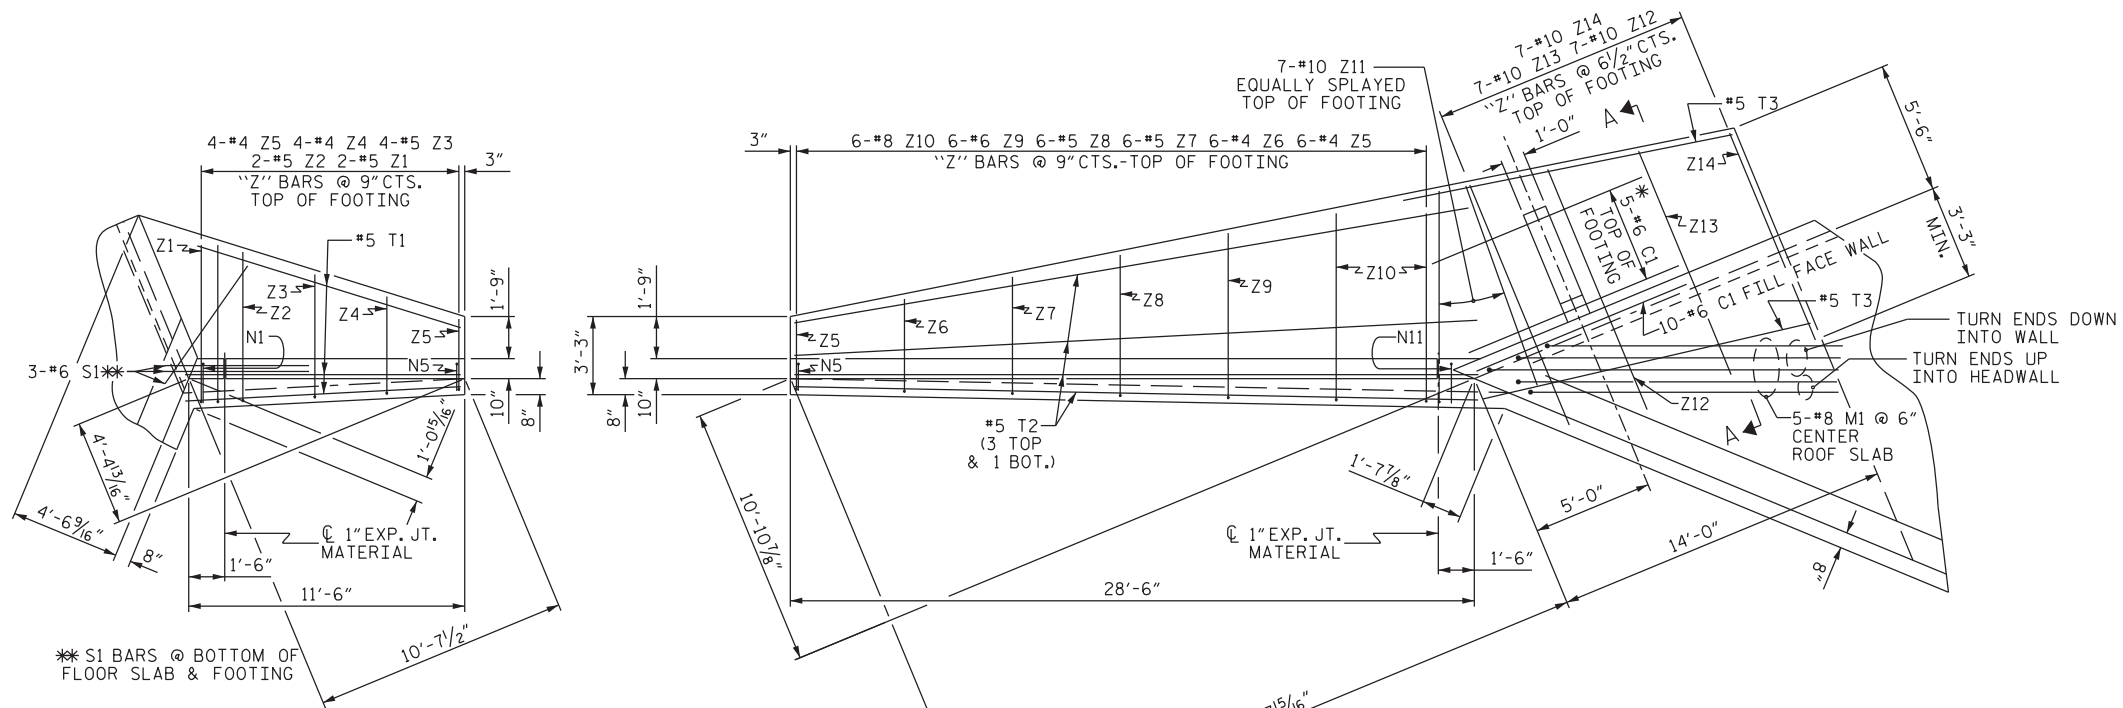 4-#4 Z5 4-#4 Z4 4-#5 Z3
2-#5 Z2 2-#5 Z1
"Z" BARS @ 9" CTS.
TOP OF FOOTING
3"
Z1
#5 T1
Z3
Z2
Z4
Z5
N1
N5
3-#6 S1**
1'-9"
10"
8"
4'-4 13/16"
4'-6 9/16"
8"
1'-0 15/16"
℄ 1" EXP. JT.
MATERIAL
1'-6"
11'-6"
10'-7 1/2"
** S1 BARS @ BOTTOM OF
FLOOR SLAB & FOOTING
3"
6-#8 Z10 6-#6 Z9 6-#5 Z8 6-#5 Z7 6-#4 Z6 6-#4 Z5
"Z" BARS @ 9" CTS.-TOP OF FOOTING
7-#10 Z11
EQUALLY SPLAYED
TOP OF FOOTING
7-#10 Z14
7-#10 Z13 7-#10 Z12
"Z" BARS @ 6 1/2" CTS.
TOP OF FOOTING
1'-0"
A
#5 T3
5'-6"
3'-3"
MIN.
Z14
*
5-#6 C1
TOP OF
FOOTING
Z13
10-#6 C1 FILL FACE WALL
#5 T3
TURN ENDS DOWN
INTO WALL
TURN ENDS UP
INTO HEADWALL
Z12
5-#8 M1 @ 6"
CENTER
ROOF SLAB
A
1'-9"
3'-3"
8"
10"
Z5
Z6
Z7
Z8
Z9
Z10
N5
N11
#5 T2
(3 TOP
& 1 BOT.)
10'-10 7/8"
1'-7 7/8"
℄ 1" EXP. JT.
MATERIAL
1'-6"
28'-6"
5'-0"
14'-0"
8"
15/16"